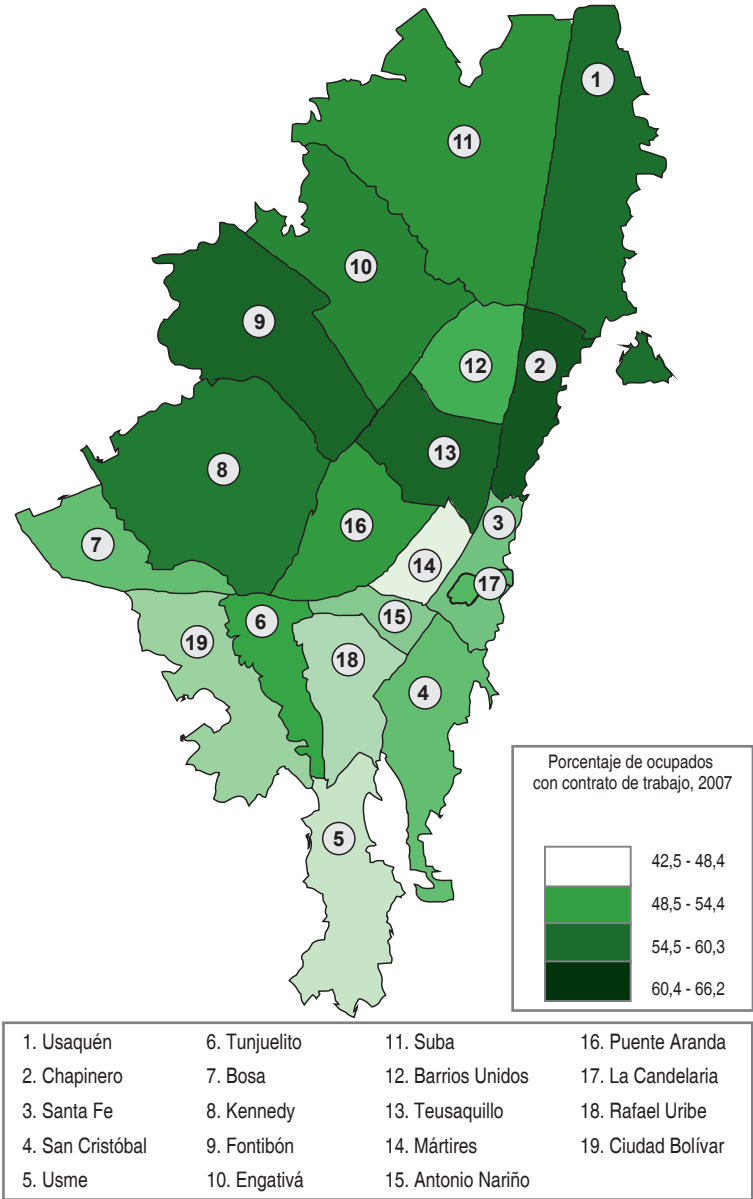 1
11
10
9
12
2
13
8
3
16
7
14
17
15
6
19
18
4
5
Porcentaje de ocupados
con contrato de trabajo, 2007
42,5 - 48,4
48,5 - 54,4
54,5 - 60,3
60,4 - 66,2
1. Usaquén
2. Chapinero
3. Santa Fe
4. San Cristóbal
5. Usme
6. Tunjuelito
7. Bosa
8. Kennedy
9. Fontibón
10. Engativá
11. Suba
12. Barrios Unidos
13. Teusaquillo
14. Mártires
15. Antonio Nariño
16. Puente Aranda
17. La Candelaria
18. Rafael Uribe
19. Ciudad Bolívar